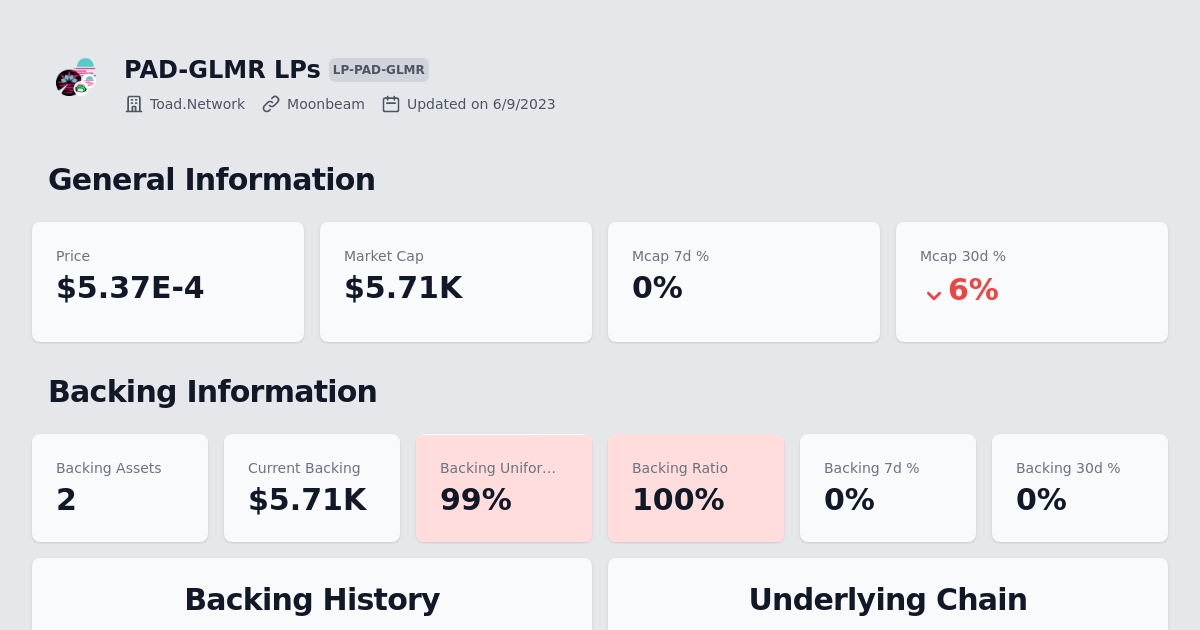 PAD-GLMR LPs LP-PAD-GLMR
Toad.Network Moonbeam Updated on 6/9/2023
General Information
Price Market Cap Mcap 7d % Mcap 30d %
$5.37E-4 $5.71K 0% 6%
Backing Information
Backing Assets Current Backing Backing Unifor... Backing Ratio Backing 7d % Backing 30d %
2 $5.71K 99% 100% 0% 0%
Backing History Underlying Chain